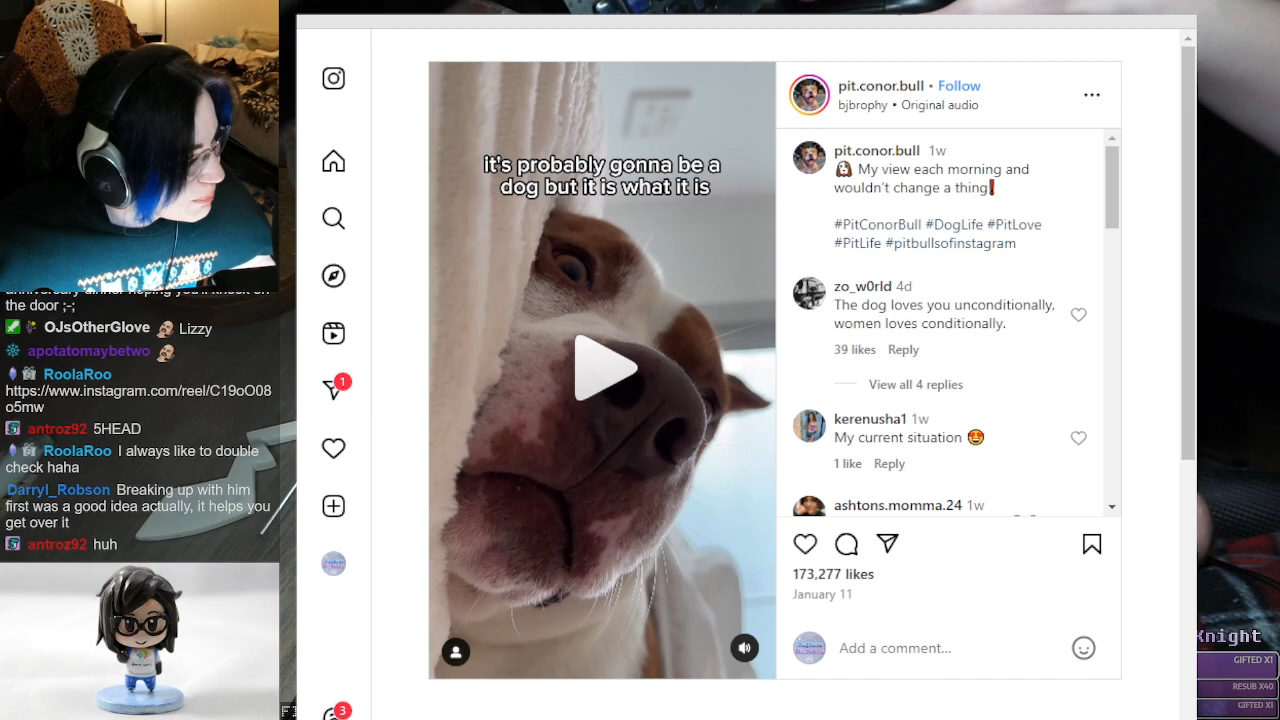 the door ;-;
OJsOtherGlove Lizzy
apotatomaybetwo
RoolaRoo
https://www.instagram.com/reel/C19oO08
o5mw
antroz92 5HEAD
RoolaRoo I always like to double
check haha
Darryl_Robson Breaking up with him
first was a good idea actually, it helps you
get over it
antroz92 huh
1
3
it's probably gonna be a
dog but it is what it is
pit.conor.bull • Follow
bjbrophy • Original audio
pit.conor.bull 1w
My view each morning and
wouldn't change a thing❗
#PitConorBull #DogLife #PitLove
#PitLife #pitbullsofinstagram
zo_w0rld 4d
The dog loves you unconditionally,
women loves conditionally.
39 likes Reply
View all 4 replies
kerenusha1 1w
My current situation 🤩
1 like Reply
ashtons.momma.24 1w
173,277 likes
January 11
Add a comment...
Knight
GIFTED X1
RESUB X40
GIFTED X1